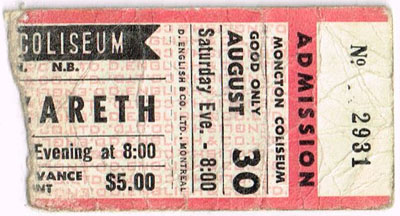 COLISEUM
N.B.
ZARETH
Evening at 8:00
VANCE
$5.00
NT
D. ENGLISH & CO. LTD., MONTREAL
Saturday Eve. - 8:00
AUGUST 30
GOOD ONLY
MONCTON COLISEUM
ADMISSION
No. 2931